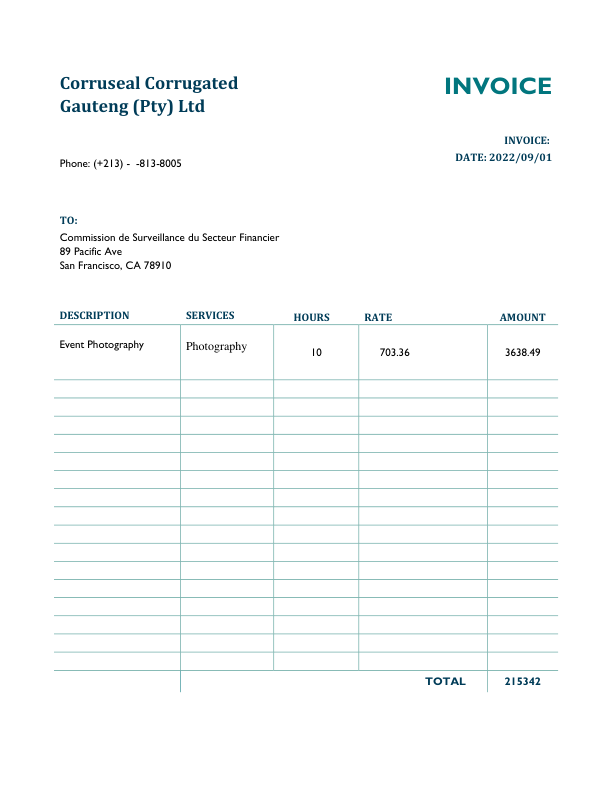 Corruseal Corrugated
Gauteng (Pty) Ltd
INVOICE
INVOICE:
DATE: 2022/09/01
Phone: (+213) - -813-8005
TO:
Commission de Surveillance du Secteur Financier
89 Pacific Ave
San Francisco, CA 78910
DESCRIPTION SERVICES HOURS RATE AMOUNT
Event Photography Photography 10 703.36 3638.49
TOTAL 215342